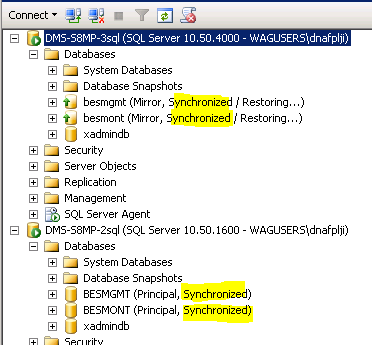 Connect
DMS-S8MP-3sql (SQL Server 10.50.4000 - WAGUSERS\dnafplji)
Databases
System Databases
Database Snapshots
besmgmt (Mirror, Synchronized / Restoring...)
besmont (Mirror, Synchronized / Restoring...)
xadmindb
Security
Server Objects
Replication
Management
SQL Server Agent
DMS-S8MP-2sql (SQL Server 10.50.1600 - WAGUSERS\dnafplji)
Databases
System Databases
Database Snapshots
BESMGMT (Principal, Synchronized)
BESMONT (Principal, Synchronized)
xadmindb
Security